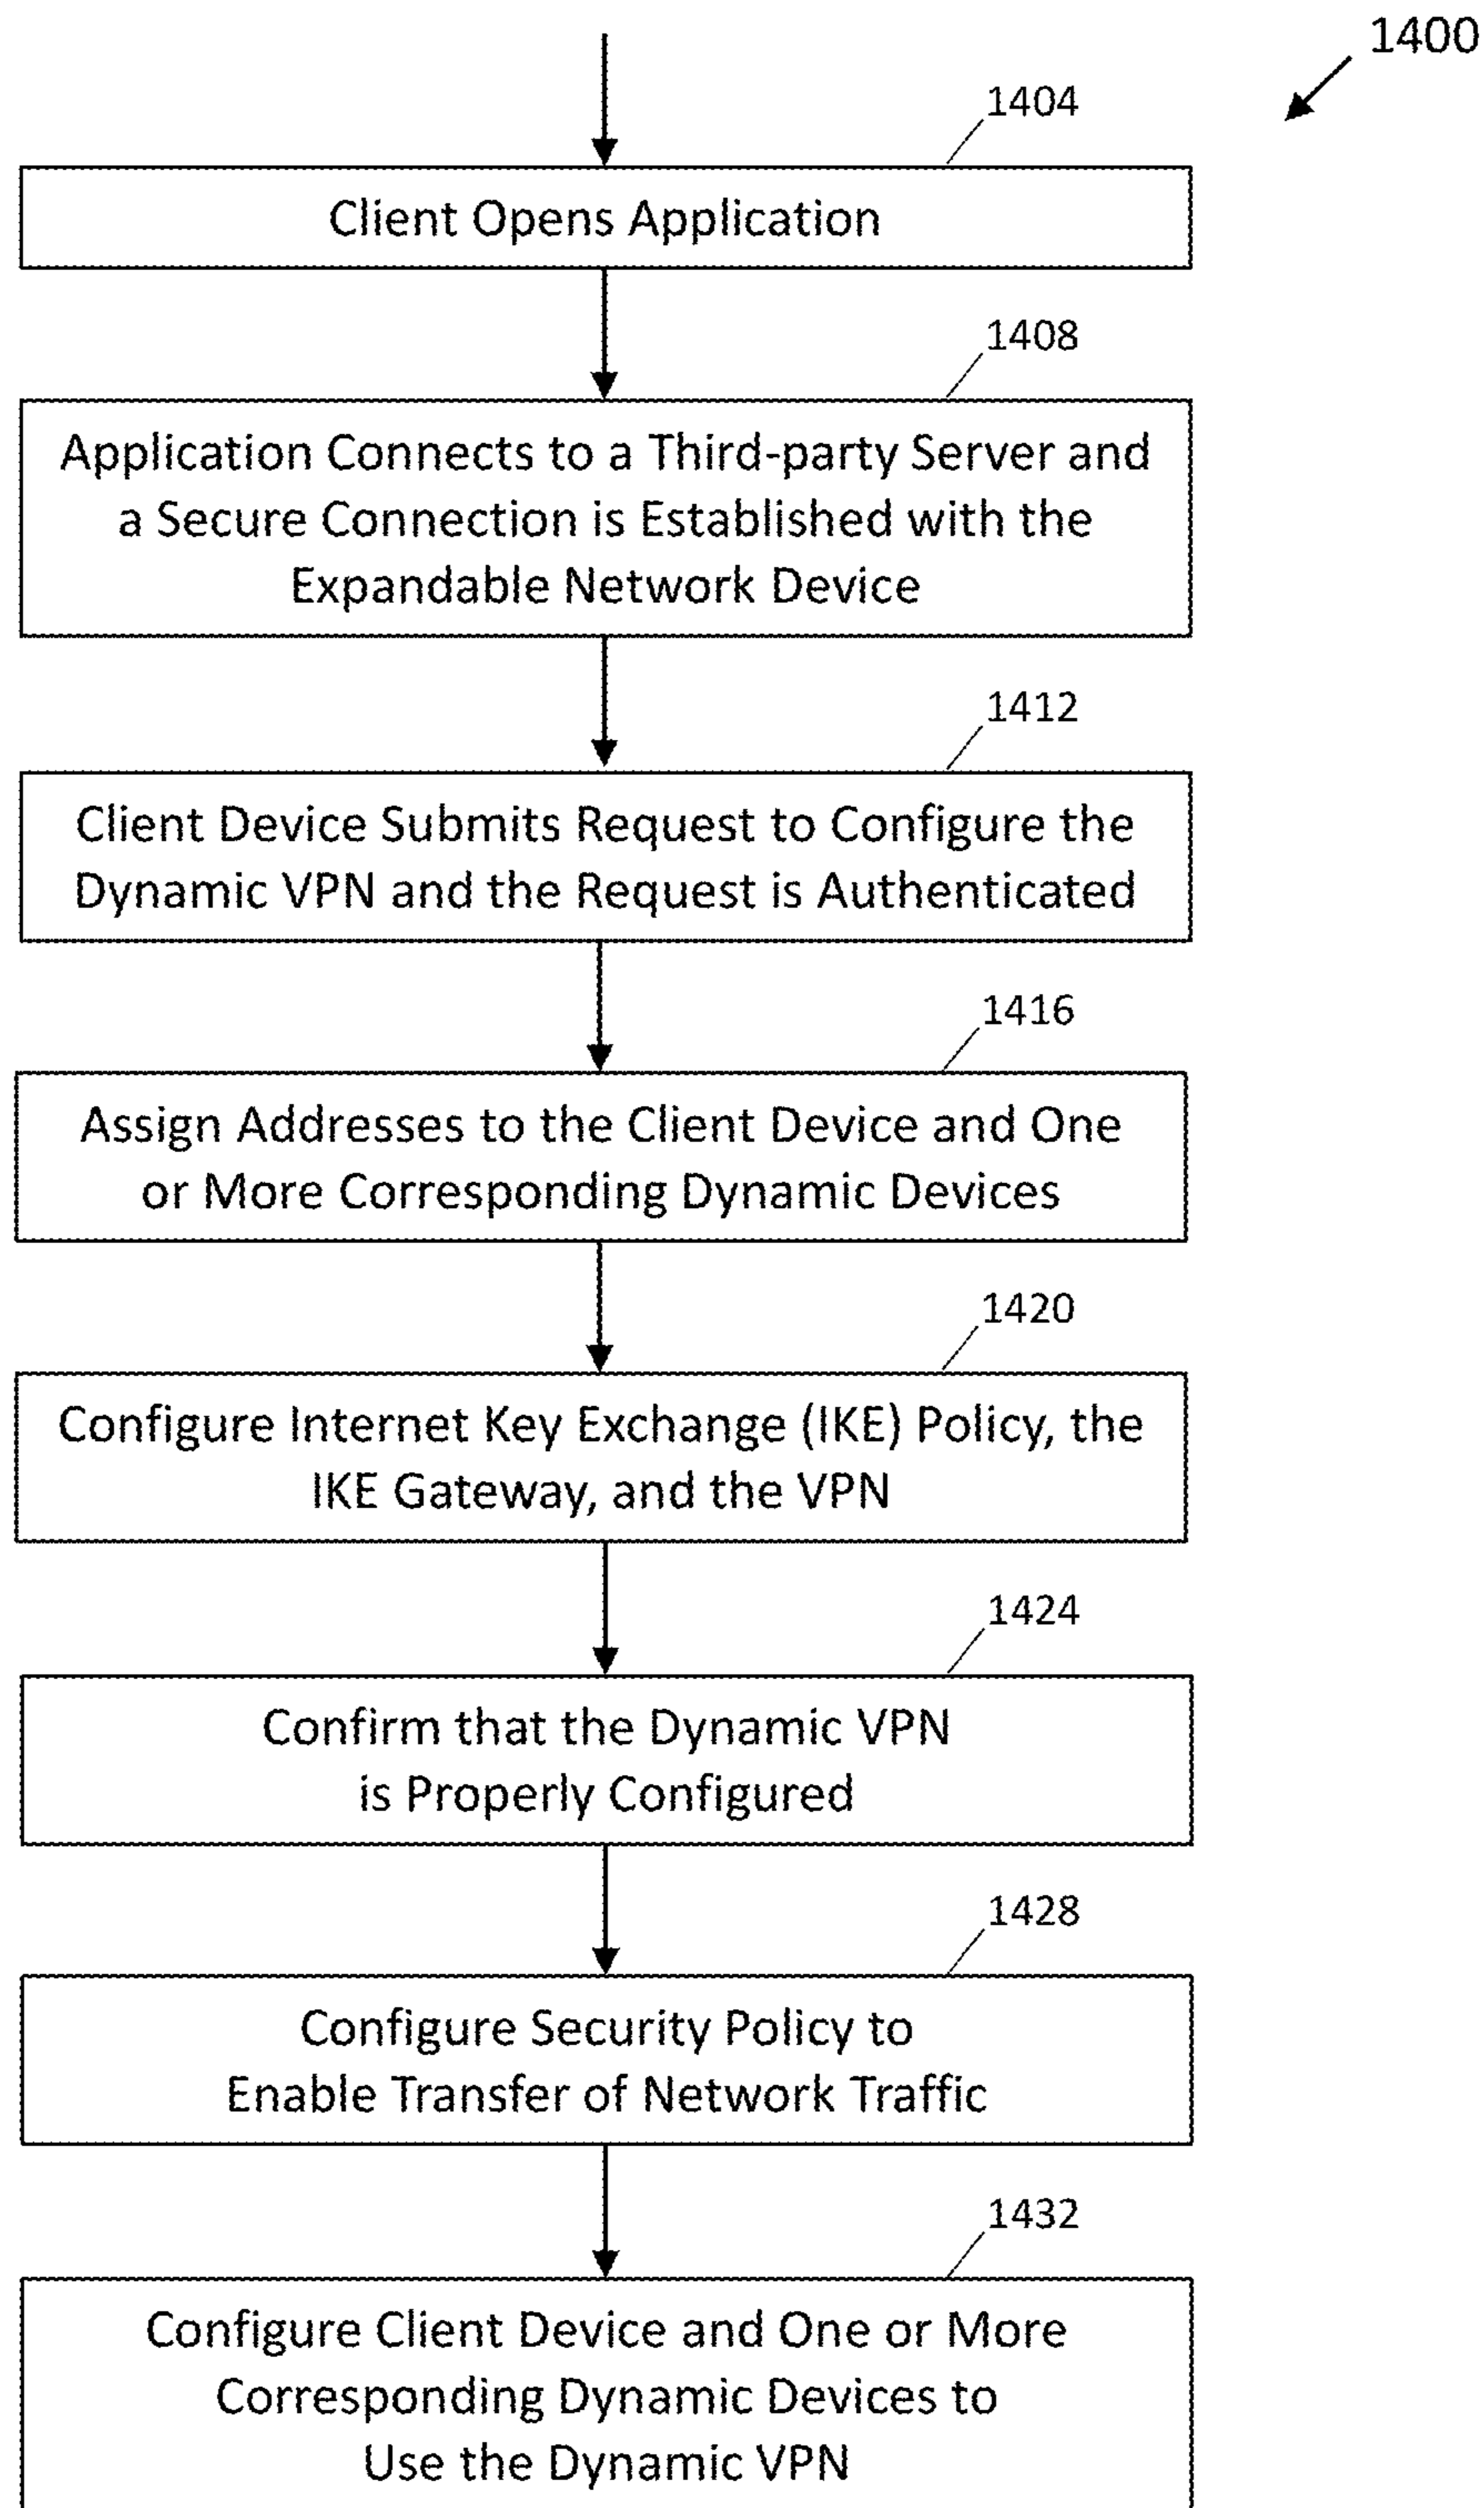 1400
1404
Client Opens Application
1408
Application Connects to a Third-party Server and
a Secure Connection is Established with the
Expandable Network Device
1412
Client Device Submits Request to Configure the
Dynamic VPN and the Request is Authenticated
1416
Assign Addresses to the Client Device and One
or More Corresponding Dynamic Devices
1420
Configure Internet Key Exchange (IKE) Policy, the
IKE Gateway, and the VPN
1424
Confirm that the Dynamic VPN
is Properly Configured
1428
Configure Security Policy to
Enable Transfer of Network Traffic
1432
Configure Client Device and One or More
Corresponding Dynamic Devices to
Use the Dynamic VPN